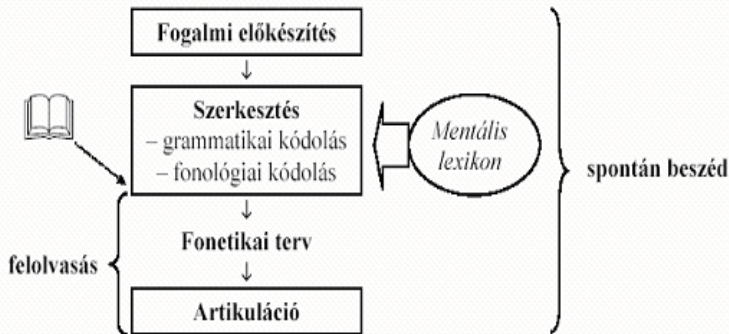 Fogalmi előkészítés
↓
Szerkesztés
– grammatikai kódolás
– fonológiai kódolás
Mentális
lexikon
spontán beszéd
↓
Fonetikai terv
felolvasás
↓
Artikuláció